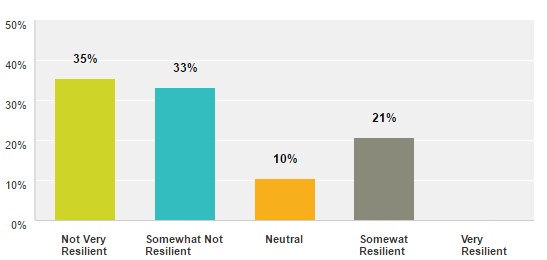 50%
40%
30%
20%
10%
0%
35%
33%
10%
21%
Not Very
Resilient
Somewhat Not
Resilient
Neutral
Somewat
Resilient
Very
Resilient